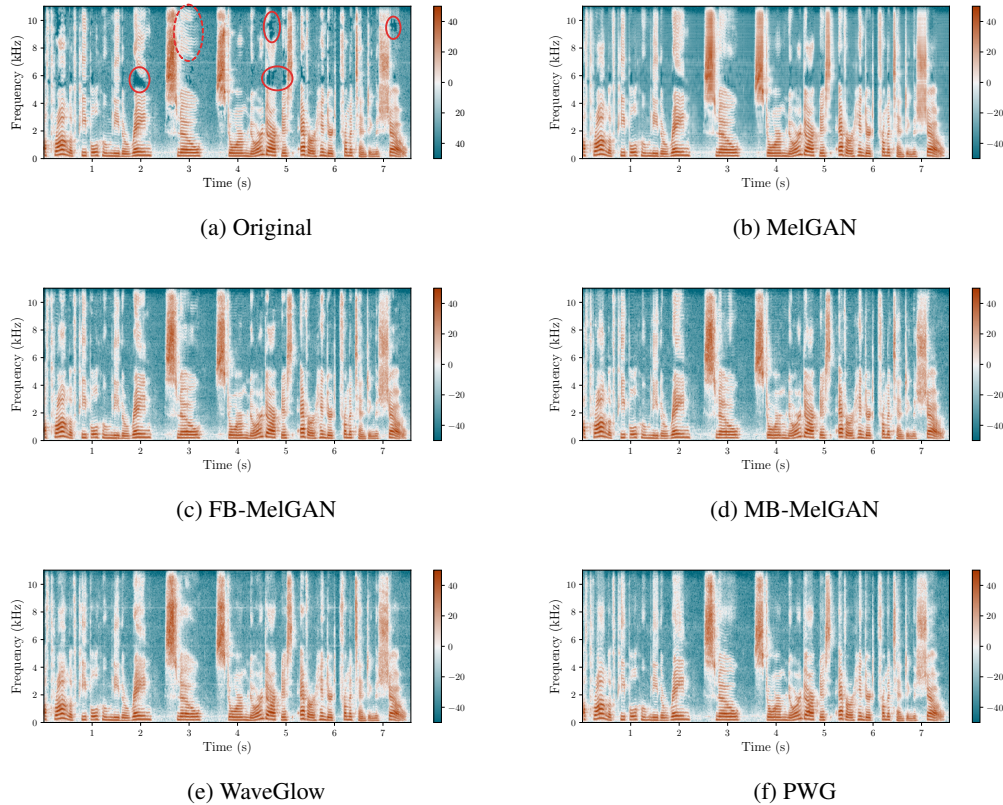 Frequency (kHz)
10
8
6
4
2
0
1 2 3 4 5 6 7
Time (s)
40
20
0
20
40
(a) Original
Frequency (kHz)
10
8
6
4
2
0
1 2 3 4 5 6 7
Time (s)
40
20
0
−20
−40
(b) MelGAN
Frequency (kHz)
10
8
6
4
2
0
1 2 3 4 5 6 7
Time (s)
40
20
0
−20
−40
(c) FB-MelGAN
Frequency (kHz)
10
8
6
4
2
0
1 2 3 4 5 6 7
Time (s)
40
20
0
−20
−40
(d) MB-MelGAN
Frequency (kHz)
10
8
6
4
2
0
1 2 3 4 5 6 7
Time (s)
40
20
0
−20
−40
(e) WaveGlow
Frequency (kHz)
10
8
6
4
2
0
1 2 3 4 5 6 7
Time (s)
40
20
0
−20
−40
(f) PWG